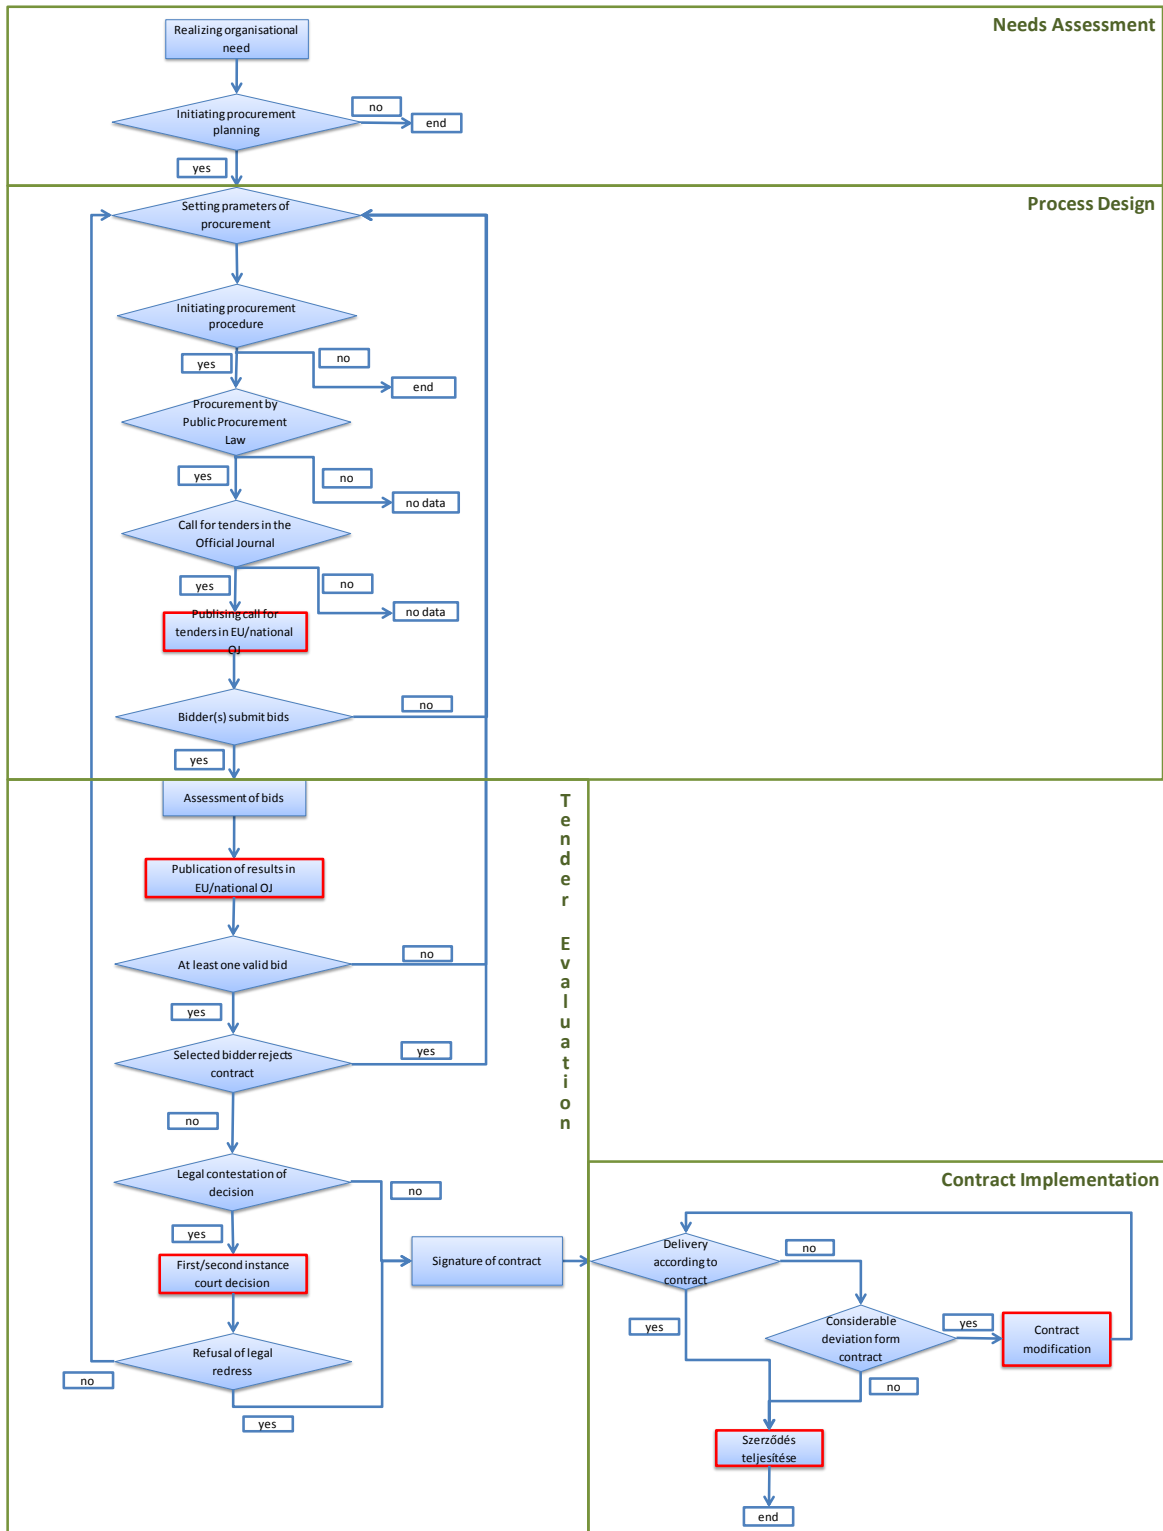 Needs Assessment
Realizing organisational
need
Initiating procurement
planning
no
end
yes
Process Design
Setting prameters of
procurement
Initiating procurement
procedure
yes
no
end
Procurement by
Public Procurement
Law
yes
no
no data
Call for tenders in the
Official Journal
yes
no
no data
Publising call for
tenders in EU/national
OJ
Bidder(s) submit bids
no
yes
Tender Evaluation
Assessment of bids
Publication of results in
EU/national OJ
At least one valid bid
no
yes
Selected bidder rejects
contract
yes
no
Legal contestation of
decision
no
yes
First/second instance
court decision
Signature of contract
Refusal of legal
redress
no
yes
Contract Implementation
Delivery
according to
contract
no
yes
Considerable
deviation form
contract
yes
Contract
modification
no
Szerződés
teljesítése
end